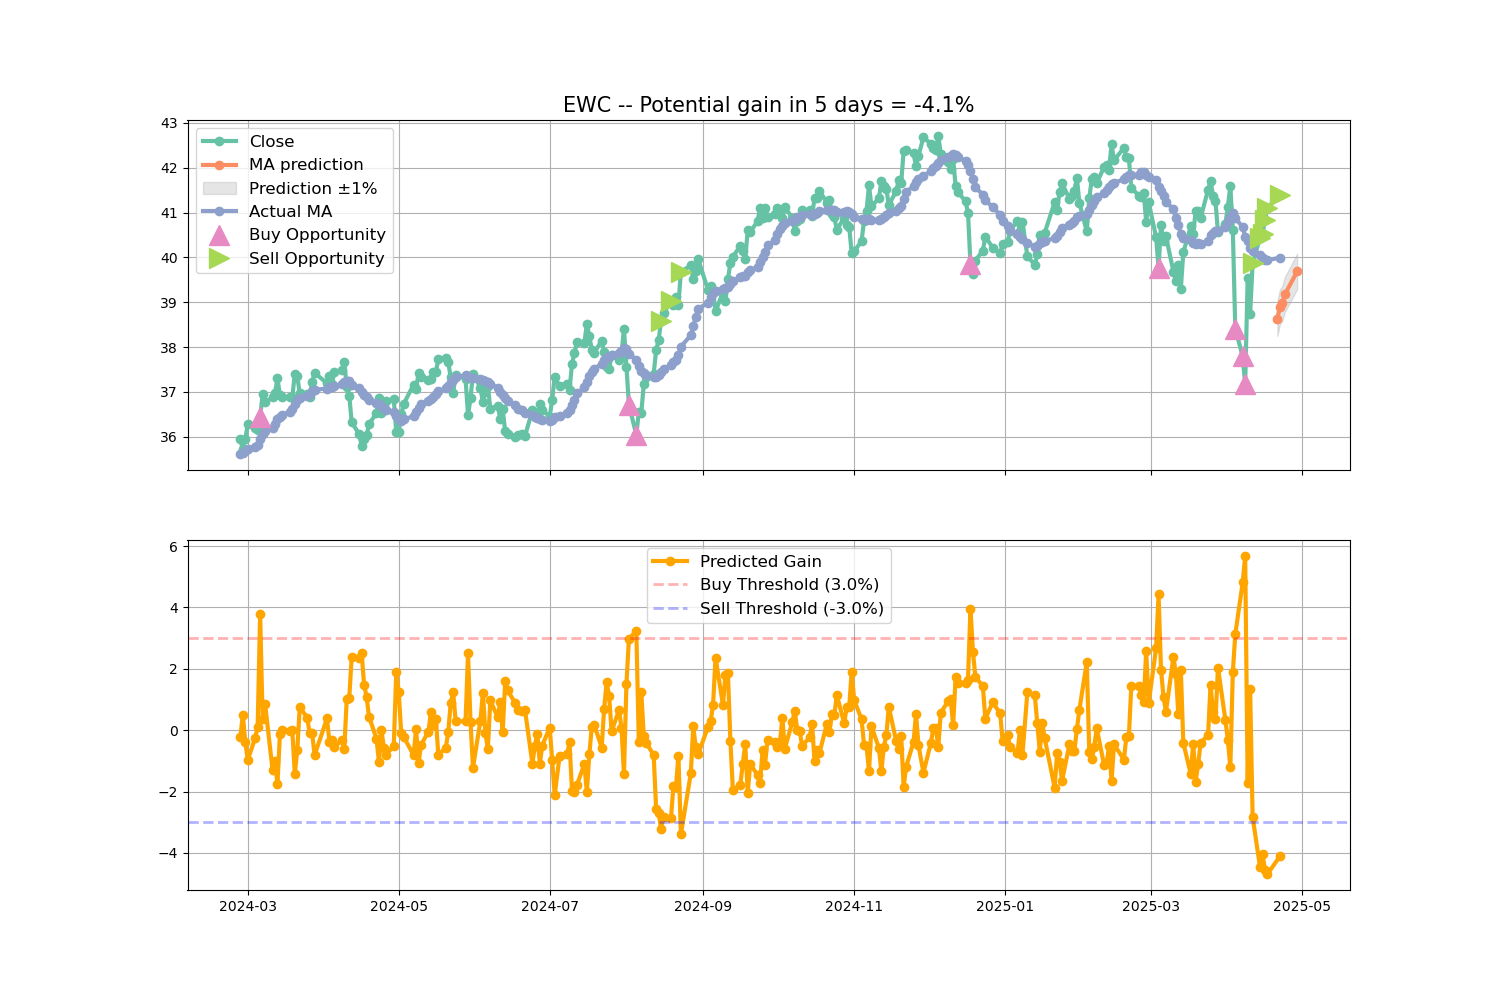 EWC -- Potential gain in 5 days = -4.1%
43
42
41
40
39
38
37
36
Close
MA prediction
Prediction ±1%
Actual MA
Buy Opportunity
Sell Opportunity
6
4
2
0
−2
−4
Predicted Gain
Buy Threshold (3.0%)
Sell Threshold (-3.0%)
2024-03
2024-05
2024-07
2024-09
2024-11
2025-01
2025-03
2025-05